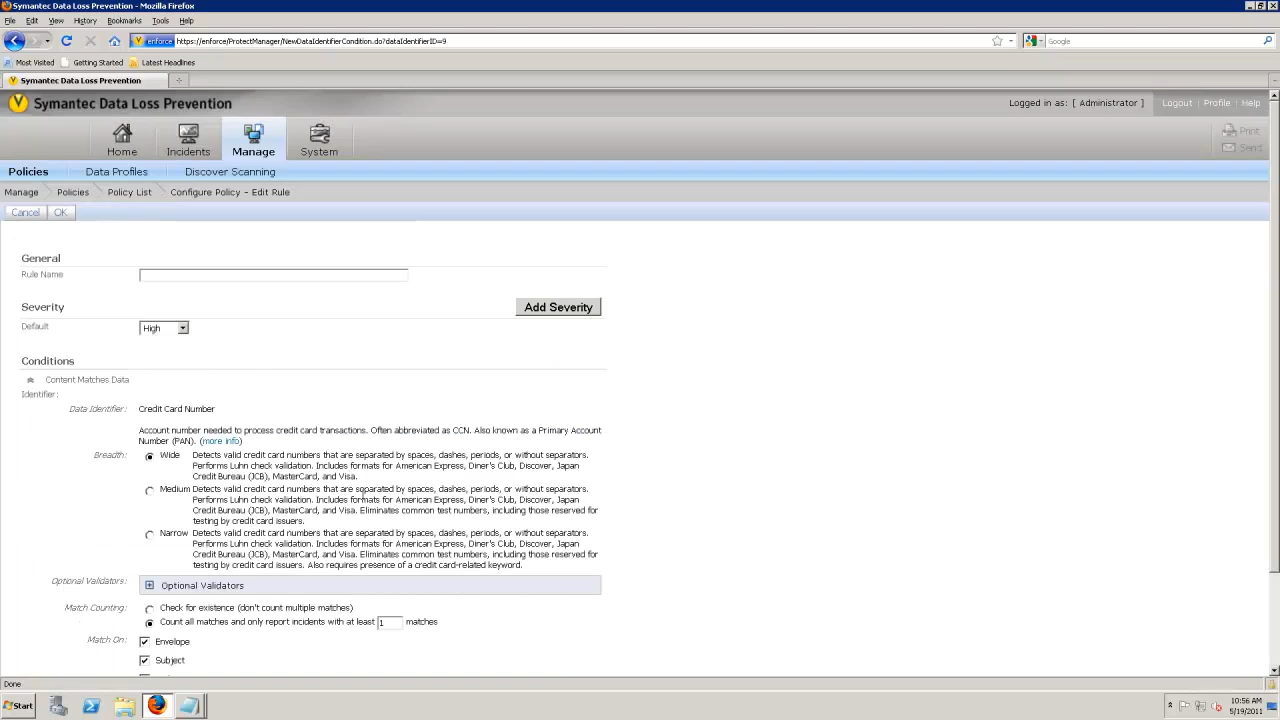 Symantec Data Loss Prevention - Mozilla Firefox
File Edit View History Bookmarks Tools Help
enforce https://enforce/ProtectManager/NewDataIdentifierCondition.do?dataIdentifierID=9
Google
Most Visited Getting Started Latest Headlines
Symantec Data Loss Prevention
Symantec Data Loss Prevention
Logged in as: [ Administrator ] Logout Profile Help
Home Incidents Manage System
Print
Send
Policies Data Profiles Discover Scanning
Manage Policies Policy List Configure Policy - Edit Rule
Cancel OK
General
Rule Name
Severity Add Severity
Default High
Conditions
Content Matches Data
Identifier:
Data Identifier: Credit Card Number
Account number needed to process credit card transactions. Often abbreviated as CCN. Also known as a Primary Account
Number (PAN). (more info)
Breadth: Wide Detects valid credit card numbers that are separated by spaces, dashes, periods, or without separators.
Performs Luhn check validation. Includes formats for American Express, Diner's Club, Discover, Japan
Credit Bureau (JCB), MasterCard, and Visa.
Medium Detects valid credit card numbers that are separated by spaces, dashes, periods, or without separators.
Performs Luhn check validation. Includes formats for American Express, Diner's Club, Discover, Japan
Credit Bureau (JCB), MasterCard, and Visa. Eliminates common test numbers, including those reserved for
testing by credit card issuers.
Narrow Detects valid credit card numbers that are separated by spaces, dashes, periods, or without separators.
Performs Luhn check validation. Includes formats for American Express, Diner's Club, Discover, Japan
Credit Bureau (JCB), MasterCard, and Visa. Eliminates common test numbers, including those reserved for
testing by credit card issuers. Also requires presence of a credit card-related keyword.
Optional Validators: Optional Validators
Match Counting: Check for existence (don't count multiple matches)
Count all matches and only report incidents with at least 1 matches
Match On: Envelope
Subject
Done
Start
10:56 AM
5/19/2011